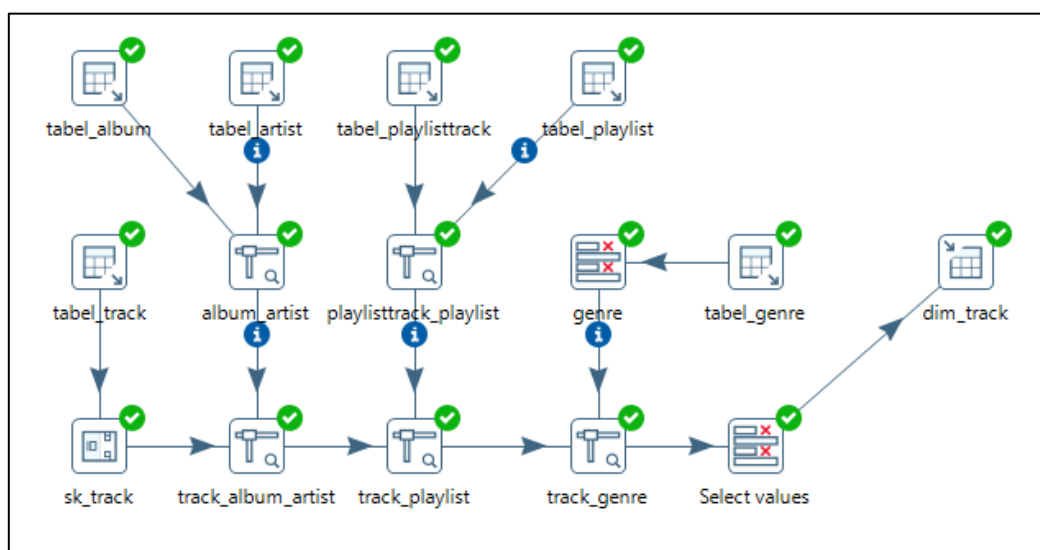 tabel_album
tabel_artist
tabel_playlisttrack
tabel_playlist
tabel_track
album_artist
playlisttrack_playlist
genre
tabel_genre
dim_track
sk_track
track_album_artist
track_playlist
track_genre
Select values